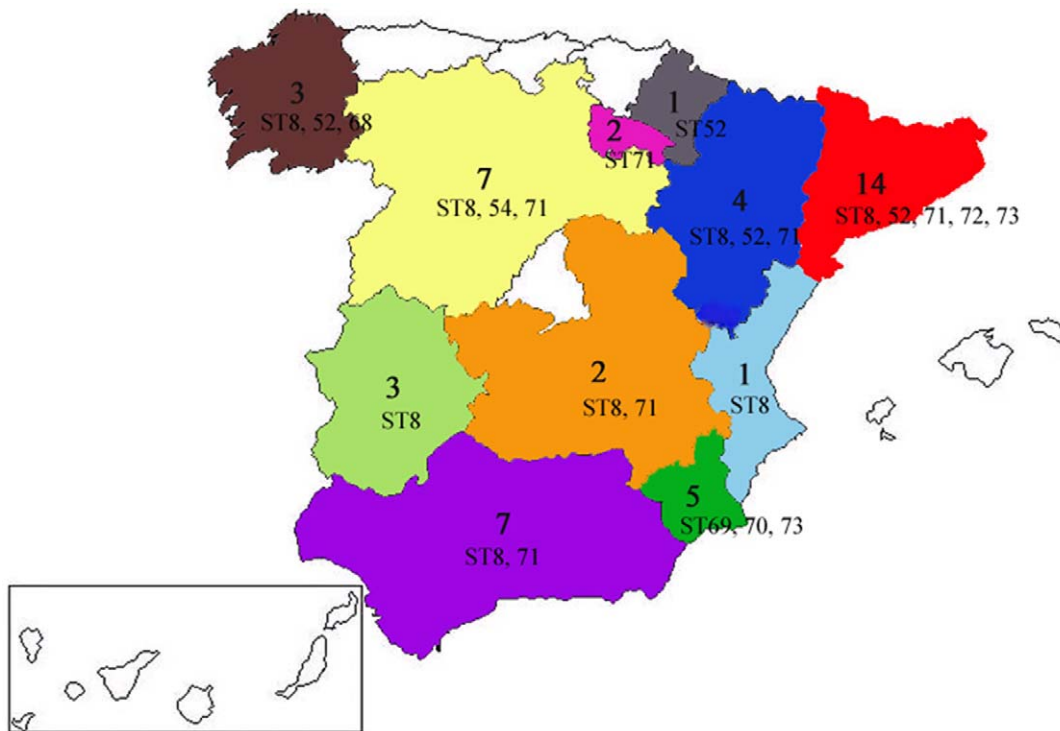 3
ST8, 52, 68
1
ST52
2
ST71
7
ST8, 54, 71
14
ST8, 52, 71, 72, 73
4
ST8, 52, 71
3
ST8
2
ST8, 71
1
ST8
5
ST69, 70, 73
7
ST8, 71